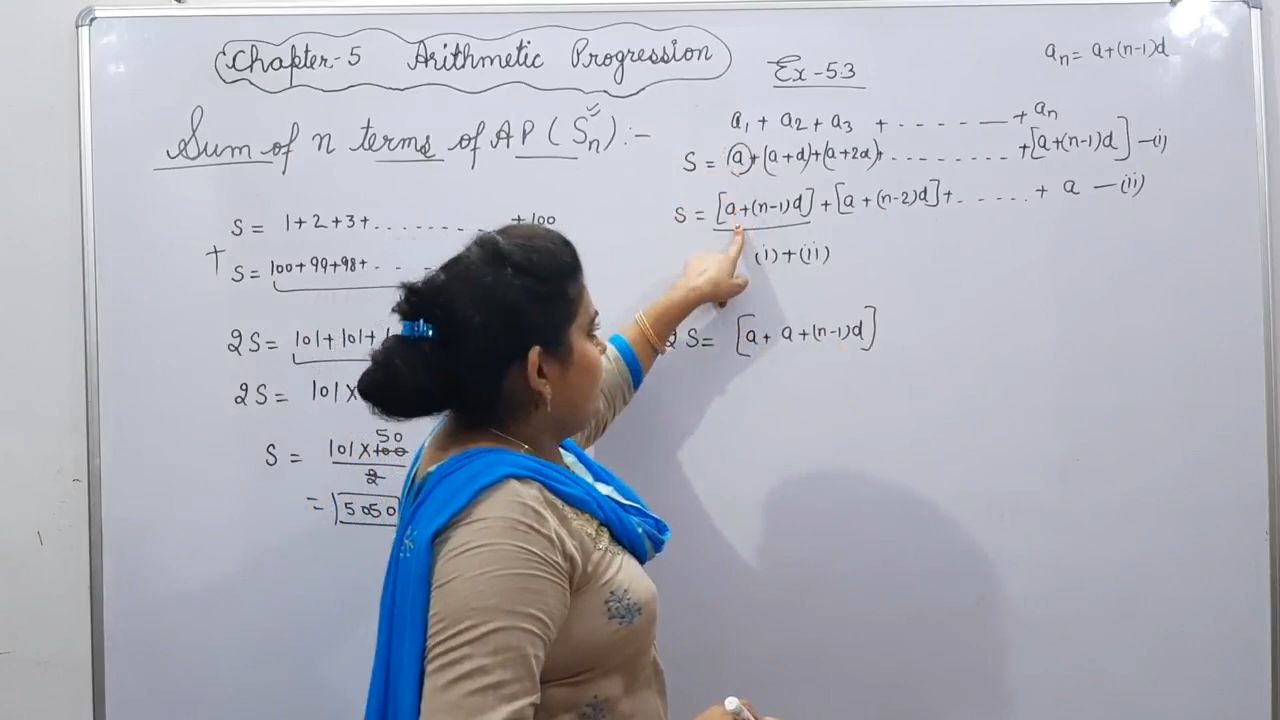 Chapter-5 Arithmetic Progression
Ex-5.3
aₙ = a+(n-1)d
Sum of n terms of AP (Sₙ) :-
a₁ + a₂ + a₃ + ------- + aₙ
S = a+(a+d)+(a+2d)+ ........ +[a+(n-1)d] -(i)
S = [a+(n-1)d]+[a+(n-2)d]+ ...... + a -(ii)
(i)+(ii)
2S = [a+ a+(n-1)d]
S = 1+2+3+ ........ +100
+ S = 100+99+98+ . -
2S = 101+101+
2S = 101x
S = 101x100 50
2
= 5050